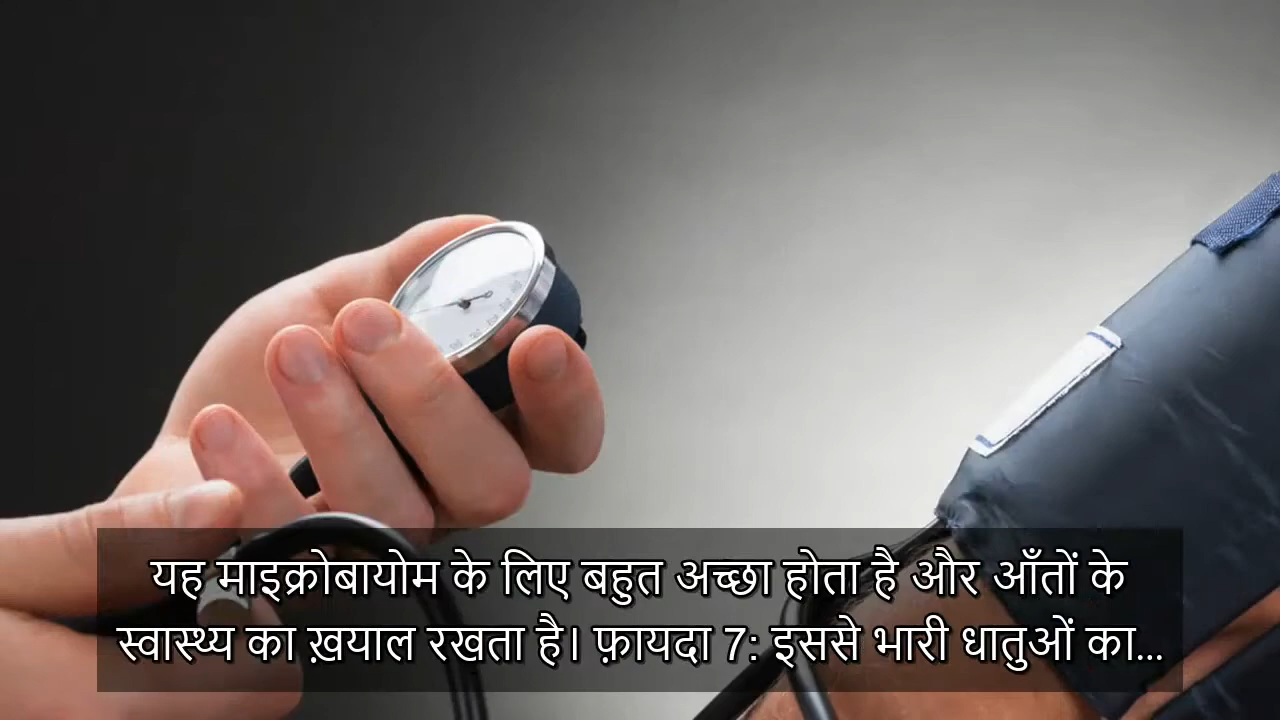 यह माइक्रोबायोम के लिए बहुत अच्छा होता है और आँतों के
स्वास्थ्य का ख़याल रखता है। फ़ायदा 7: इससे भारी धातुओं का...